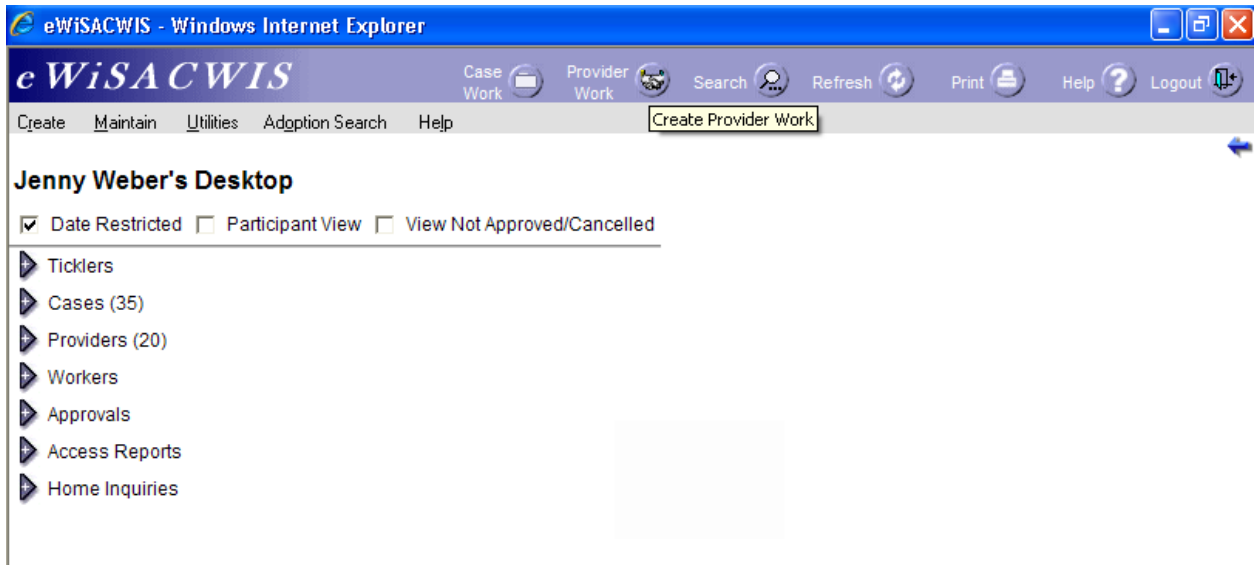 eWiSACWIS - Windows Internet Explorer
e WiSACWIS
Case Work
Provider Work
Search
Refresh
Print
Help
Logout
Create Maintain Utilities Adoption Search Help
Create Provider Work
Jenny Weber's Desktop
Date Restricted Participant View View Not Approved/Cancelled
Ticklers
Cases (35)
Providers (20)
Workers
Approvals
Access Reports
Home Inquiries